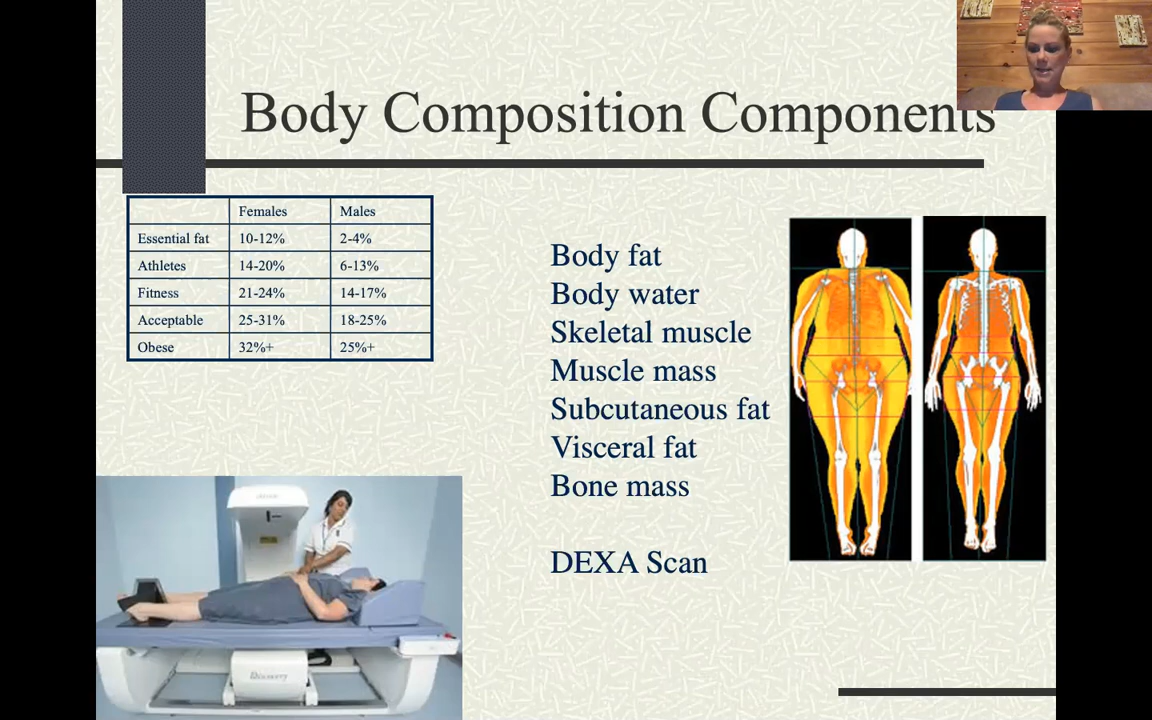 Body Composition Components
Females Males
Essential fat 10-12% 2-4%
Athletes 14-20% 6-13%
Fitness 21-24% 14-17%
Acceptable 25-31% 18-25%
Obese 32%+ 25%+
Body fat
Body water
Skeletal muscle
Muscle mass
Subcutaneous fat
Visceral fat
Bone mass
DEXA Scan
Discovery